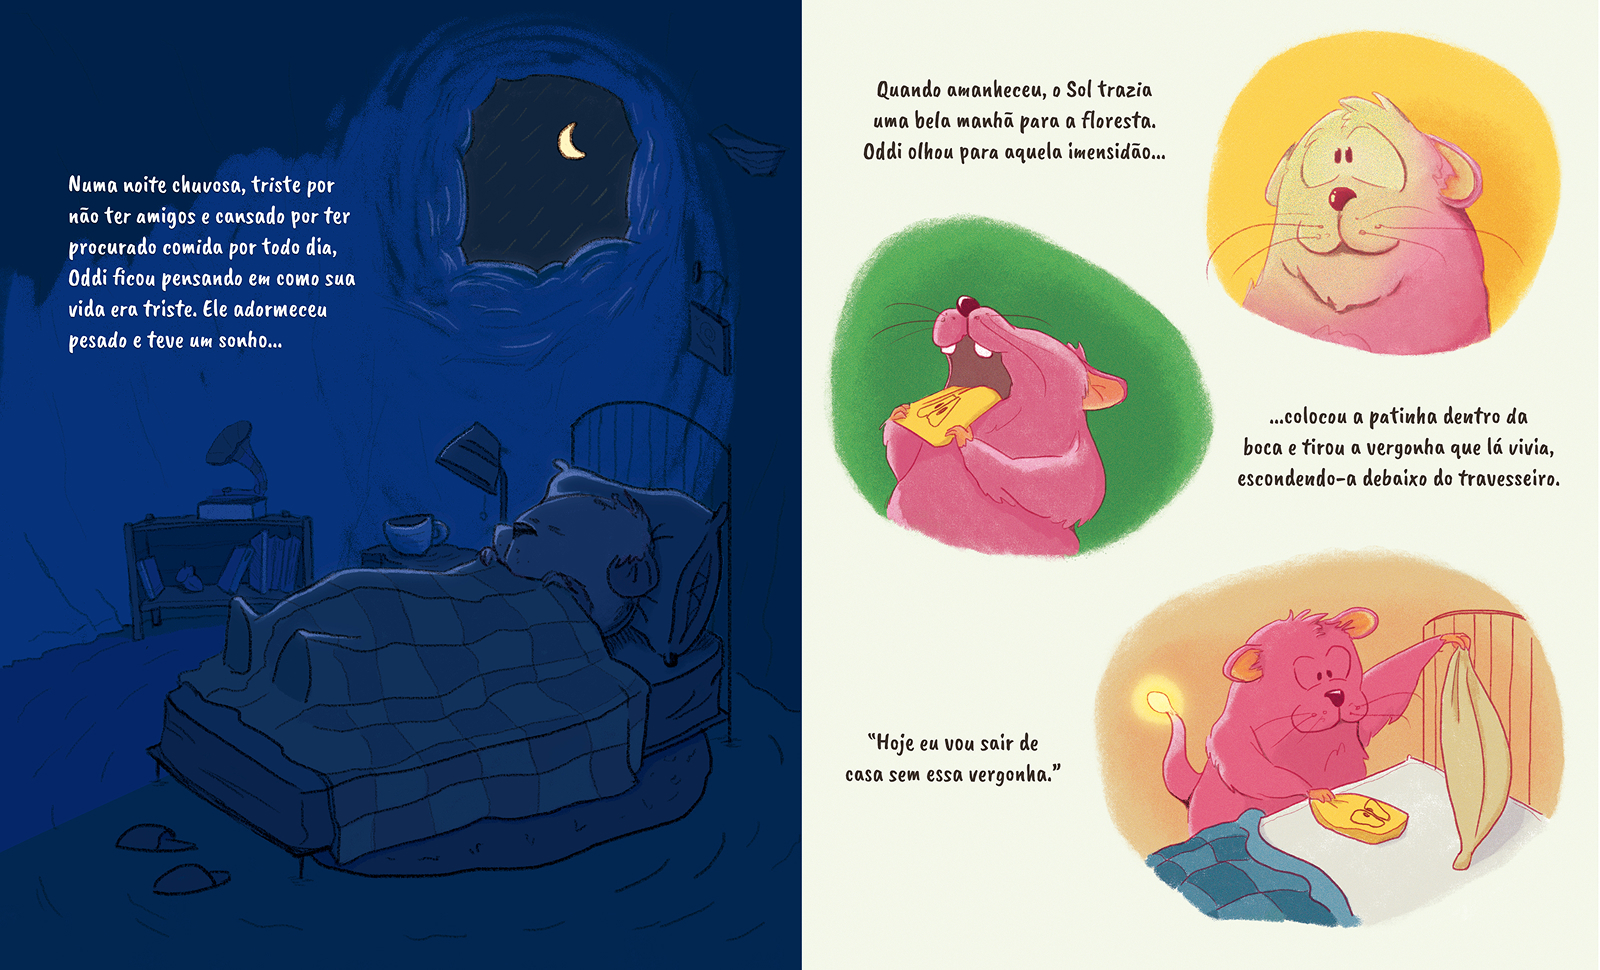 Numa noite chuvosa, triste por
não ter amigos e cansado por ter
procurado comida por todo dia,
Oddi ficou pensando em como sua
vida era triste. Ele adormeceu
pesado e teve um sonho...
Quando amanheceu, o Sol trazia
uma bela manhã para a floresta.
Oddi olhou para aquela imensidão...
...colocou a patinha dentro da
boca e tirou a vergonha que lá vivia,
escondendo-a debaixo do travesseiro.
"Hoje eu vou sair de
casa sem essa vergonha."